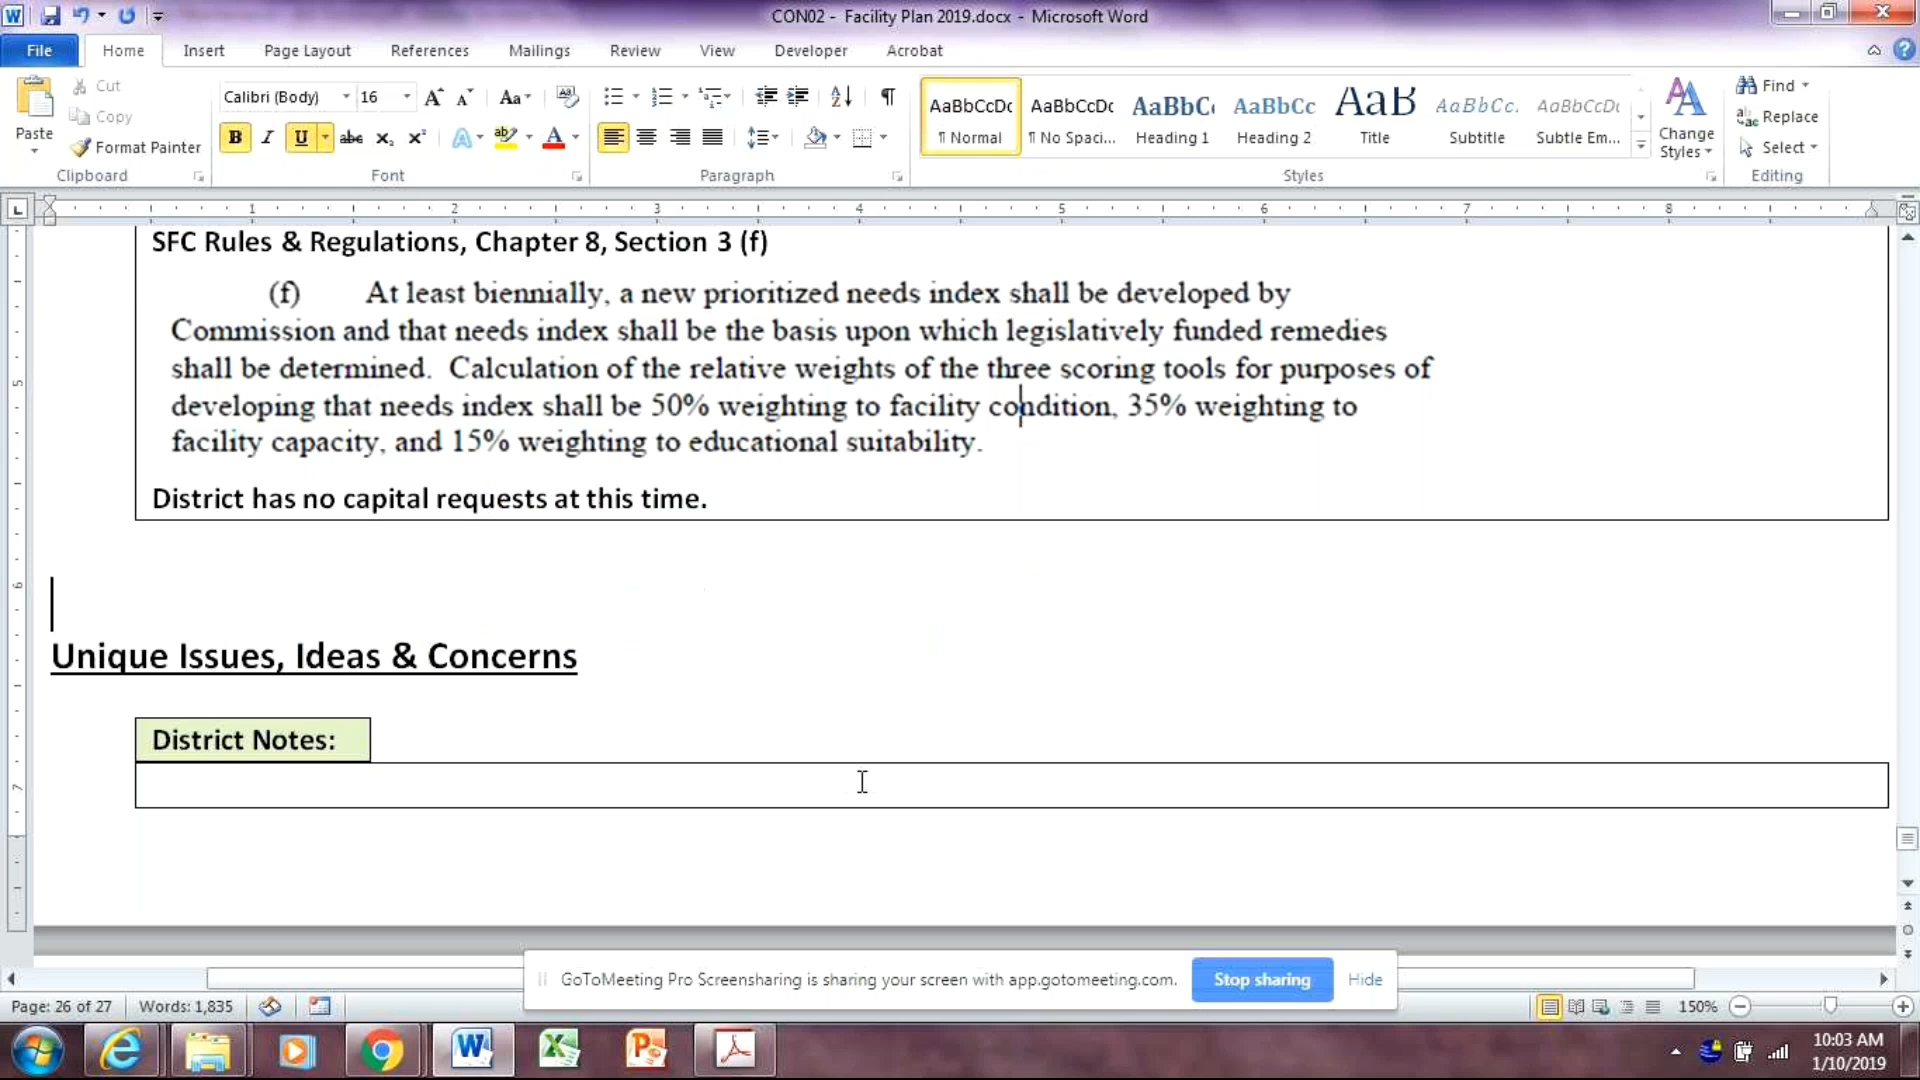 CON02 - Facility Plan 2019.docx - Microsoft Word
File Home Insert Page Layout References Mailings Review View Developer Acrobat
Paste
Cut
Copy
Format Painter
Clipboard
Calibri (Body) 16
Font
Paragraph
AaBbCcDc AaBbCcDc AaBbC AaBbCc AaB AaBbCc. AaBbCcDc
¶ Normal ¶ No Spaci... Heading 1 Heading 2 Title Subtitle Subtle Em...
Change
Styles
Styles
Find
Replace
Select
Editing
1 2 3 4 5 6 7 8
SFC Rules & Regulations, Chapter 8, Section 3 (f)
(f) At least biennially, a new prioritized needs index shall be developed by
Commission and that needs index shall be the basis upon which legislatively funded remedies
shall be determined. Calculation of the relative weights of the three scoring tools for purposes of
developing that needs index shall be 50% weighting to facility condition, 35% weighting to
facility capacity, and 15% weighting to educational suitability.
District has no capital requests at this time.
Unique Issues, Ideas & Concerns
District Notes:
GoToMeeting Pro Screensharing is sharing your screen with app.gotomeeting.com. Stop sharing Hide
Page: 26 of 27 Words: 1,835 150%
10:03 AM
1/10/2019